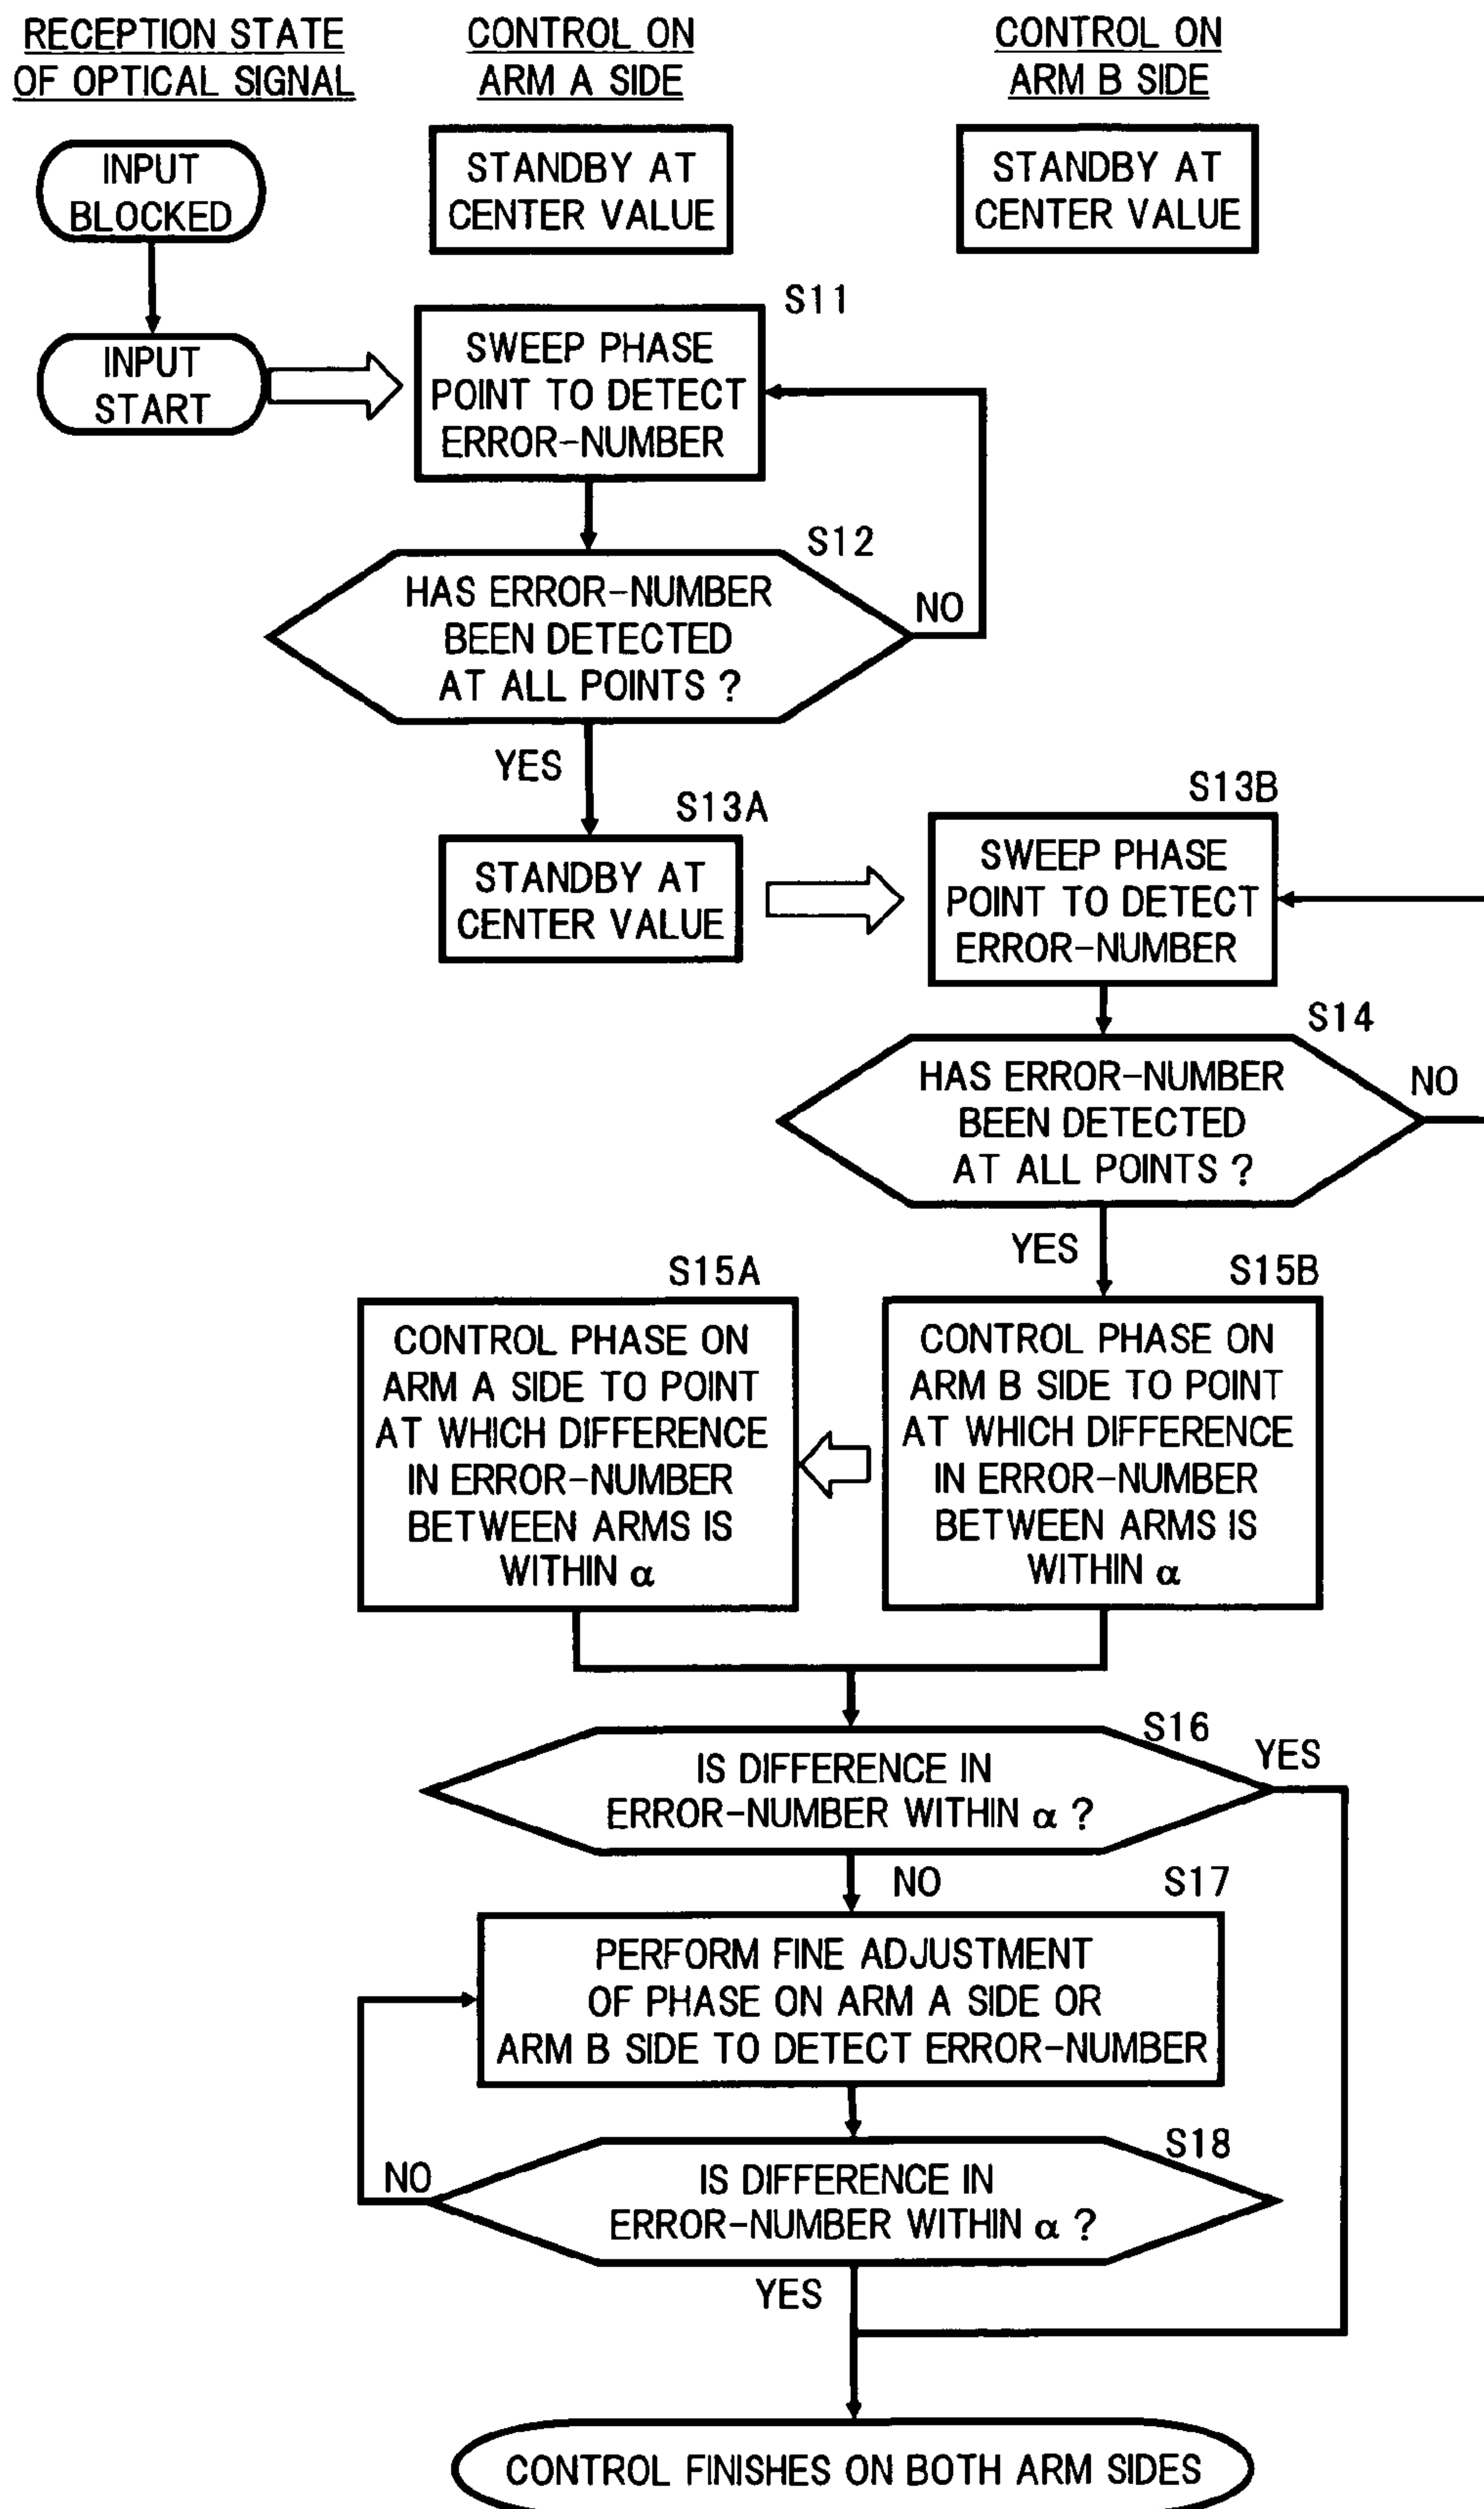 RECEPTION STATE
OF OPTICAL SIGNAL
CONTROL ON
ARM A SIDE
CONTROL ON
ARM B SIDE
INPUT
BLOCKED
STANDBY AT
CENTER VALUE
STANDBY AT
CENTER VALUE
INPUT
START
S11
SWEEP PHASE
POINT TO DETECT
ERROR-NUMBER
S12
HAS ERROR-NUMBER
BEEN DETECTED
AT ALL POINTS ?
NO
YES
S13A
STANDBY AT
CENTER VALUE
S13B
SWEEP PHASE
POINT TO DETECT
ERROR-NUMBER
S14
HAS ERROR-NUMBER
BEEN DETECTED
AT ALL POINTS ?
NO
YES
S15A
CONTROL PHASE ON
ARM A SIDE TO POINT
AT WHICH DIFFERENCE
IN ERROR-NUMBER
BETWEEN ARMS IS
WITHIN α
S15B
CONTROL PHASE ON
ARM B SIDE TO POINT
AT WHICH DIFFERENCE
IN ERROR-NUMBER
BETWEEN ARMS IS
WITHIN α
S16
IS DIFFERENCE IN
ERROR-NUMBER WITHIN α ?
YES
NO
S17
PERFORM FINE ADJUSTMENT
OF PHASE ON ARM A SIDE OR
ARM B SIDE TO DETECT ERROR-NUMBER
S18
IS DIFFERENCE IN
ERROR-NUMBER WITHIN α ?
NO
YES
CONTROL FINISHES ON BOTH ARM SIDES